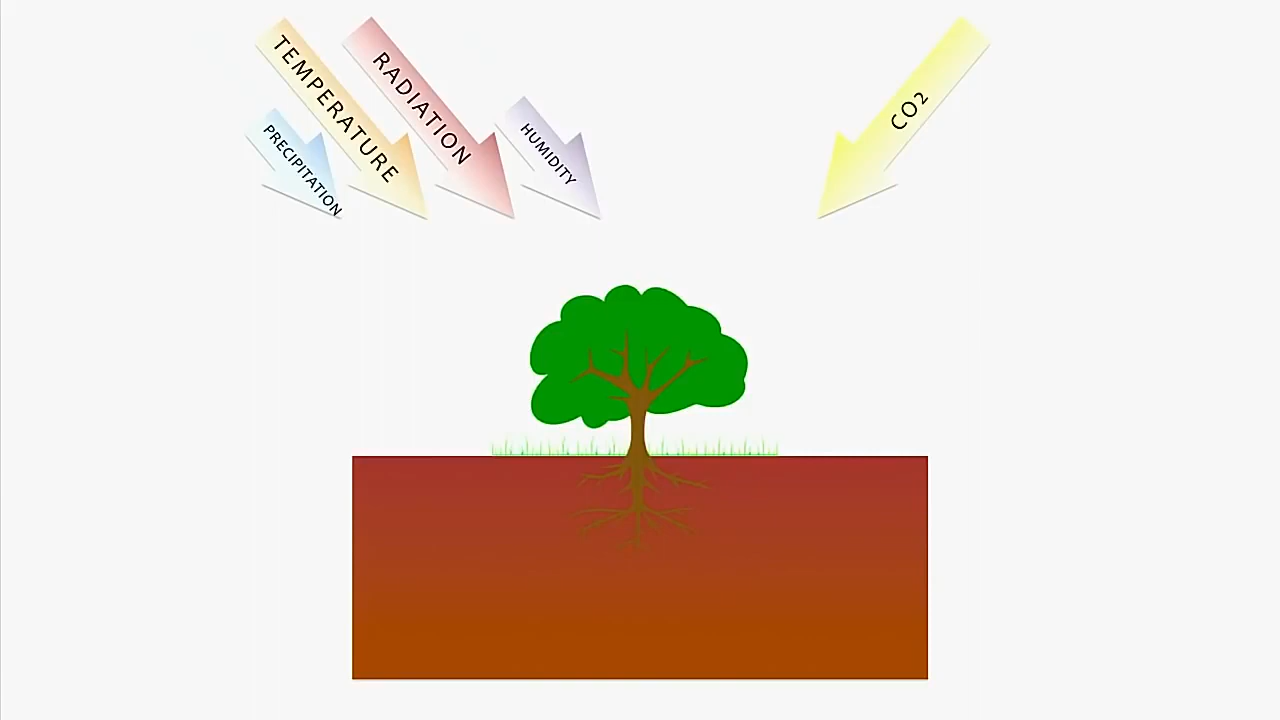 PRECIPITATION
TEMPERATURE
RADIATION
HUMIDITY
CO2